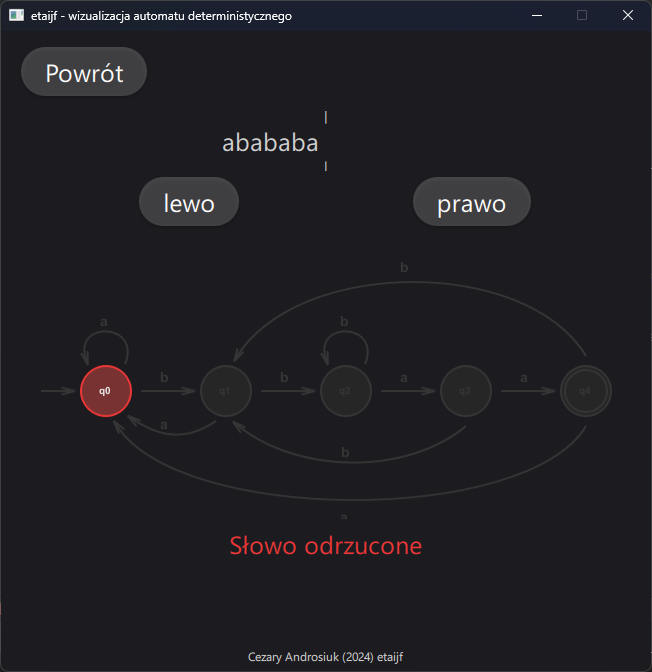 etaijf - wizualizacja automatu deterministycznego
Powrót
abababa
lewo
prawo
b
a
b
b
b
a
a
q0
q1
q2
q3
q4
a
b
a
Słowo odrzucone
Cezary Androsiuk (2024) etaijf